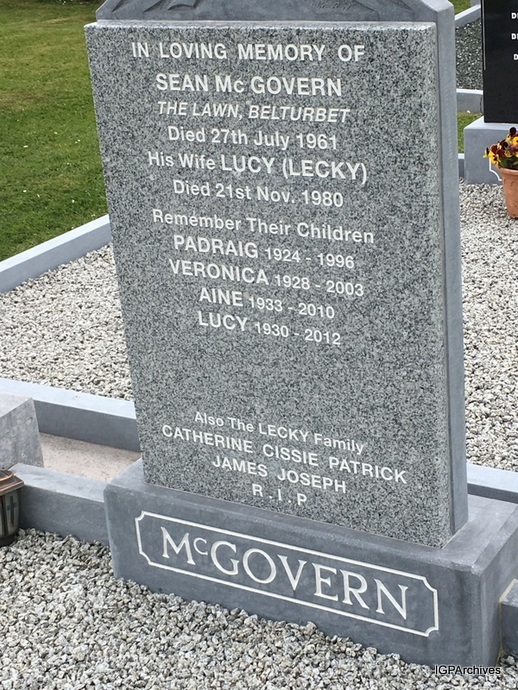 IN LOVING MEMORY OF
SEAN Mc GOVERN
THE LAWN, BELTURBET
Died 27th July 1961
His Wife LUCY (LECKY)
Died 21st Nov. 1980
Remember Their Children
PADRAIG 1924 - 1996
VERONICA 1928 - 2003
AINE 1933 - 2010
LUCY 1930 - 2012
Also The LECKY Family
CATHERINE CISSIE PATRICK
JAMES JOSEPH
R.I.P
McGOVERN
IGPArchives